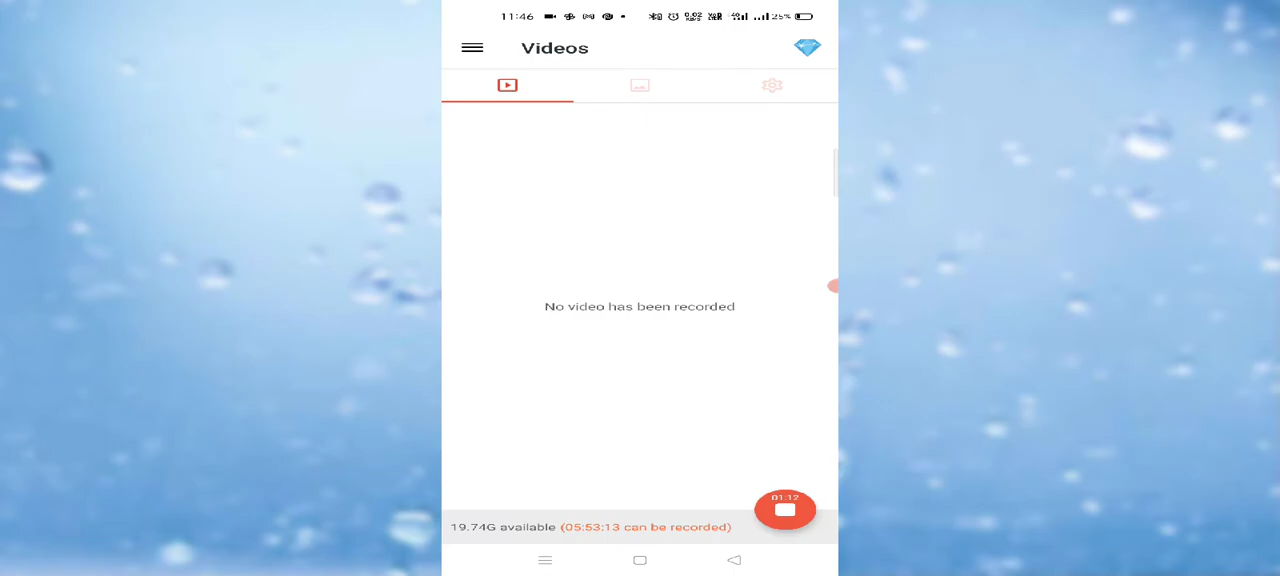 11:46 25%
Videos
No video has been recorded
01:12
19.74G available (05:53:13 can be recorded)